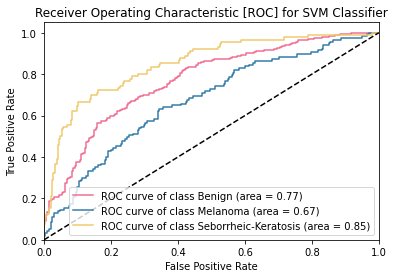 Receiver Operating Characteristic [ROC] for SVM Classifier
1.0
0.8
0.6
0.4
0.2
0.0
True Positive Rate
ROC curve of class Benign (area = 0.77)
ROC curve of class Melanoma (area = 0.67)
ROC curve of class Seborrheic-Keratosis (area = 0.85)
0.0 0.2 0.4 0.6 0.8 1.0
False Positive Rate